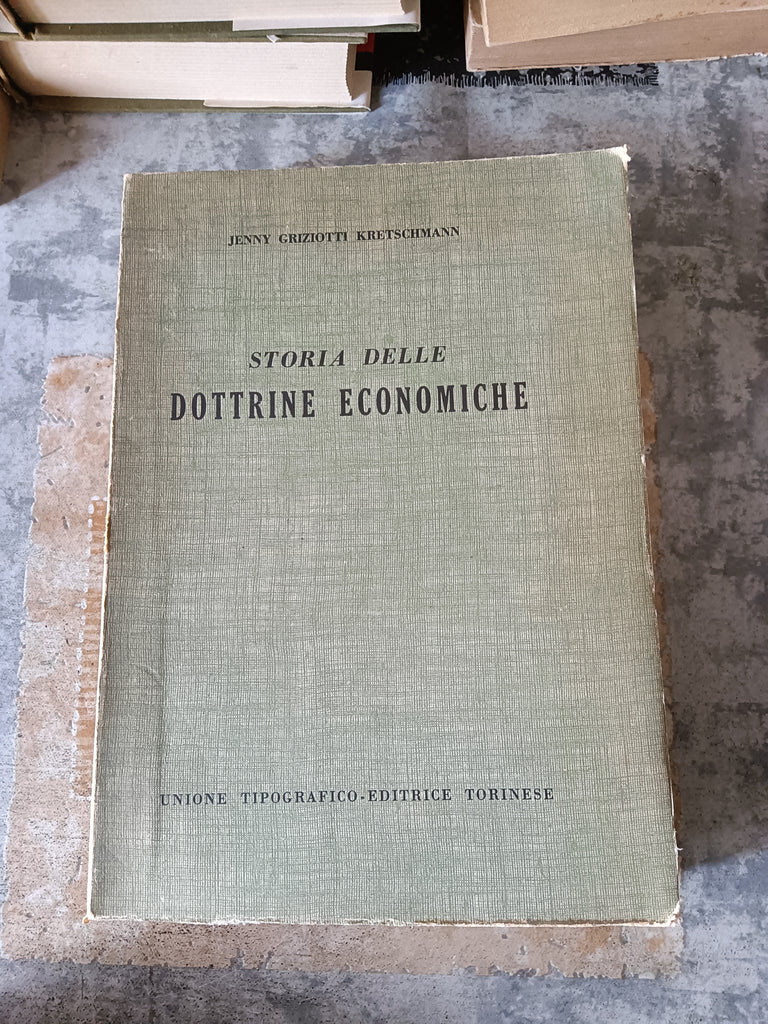 JENNY GRIZIOTTI KRETSCHMANN
STORIA DELLE
DOTTRINE ECONOMICHE
UNIONE TIPOGRAFICO-EDITRICE TORINESE